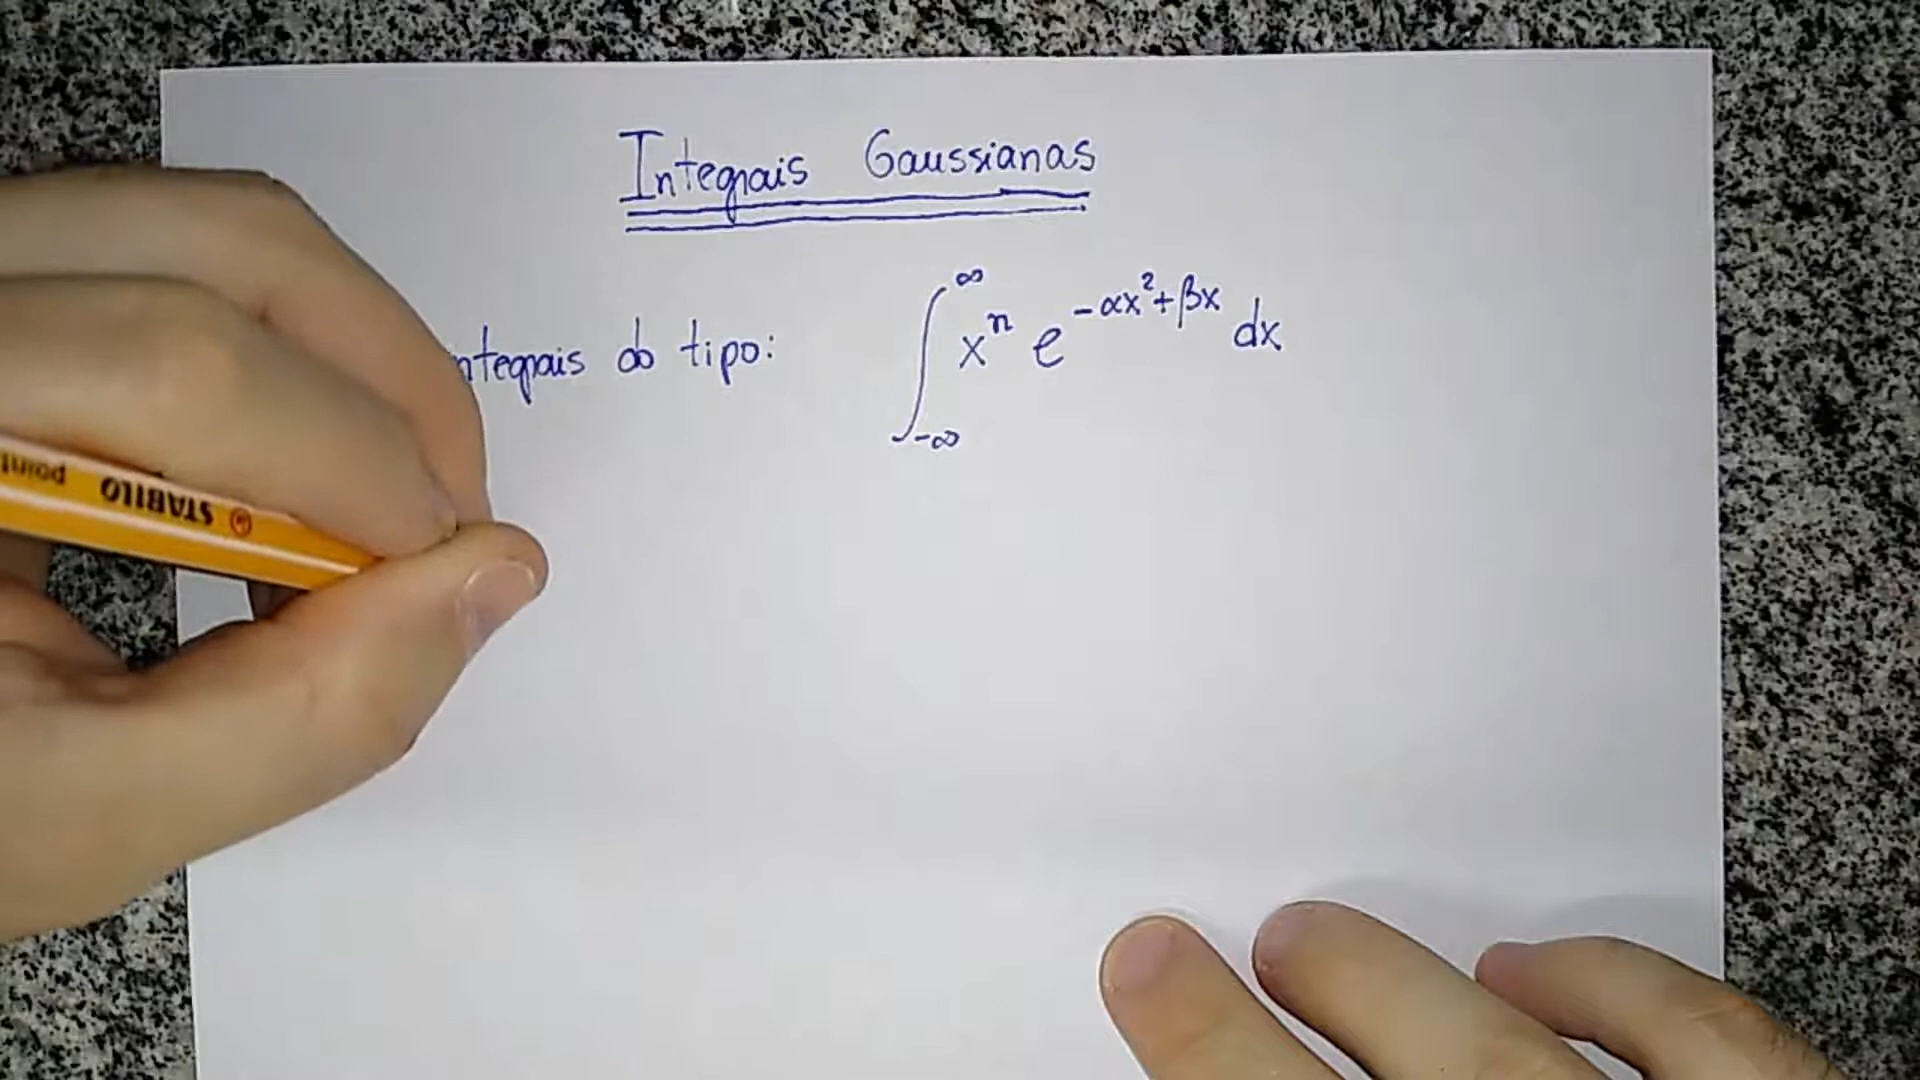 Integrais Gaussianas
ntegrais do tipo: ∫_{-∞}^{∞} x^n e^{-αx²+βx} dx
STABILO point